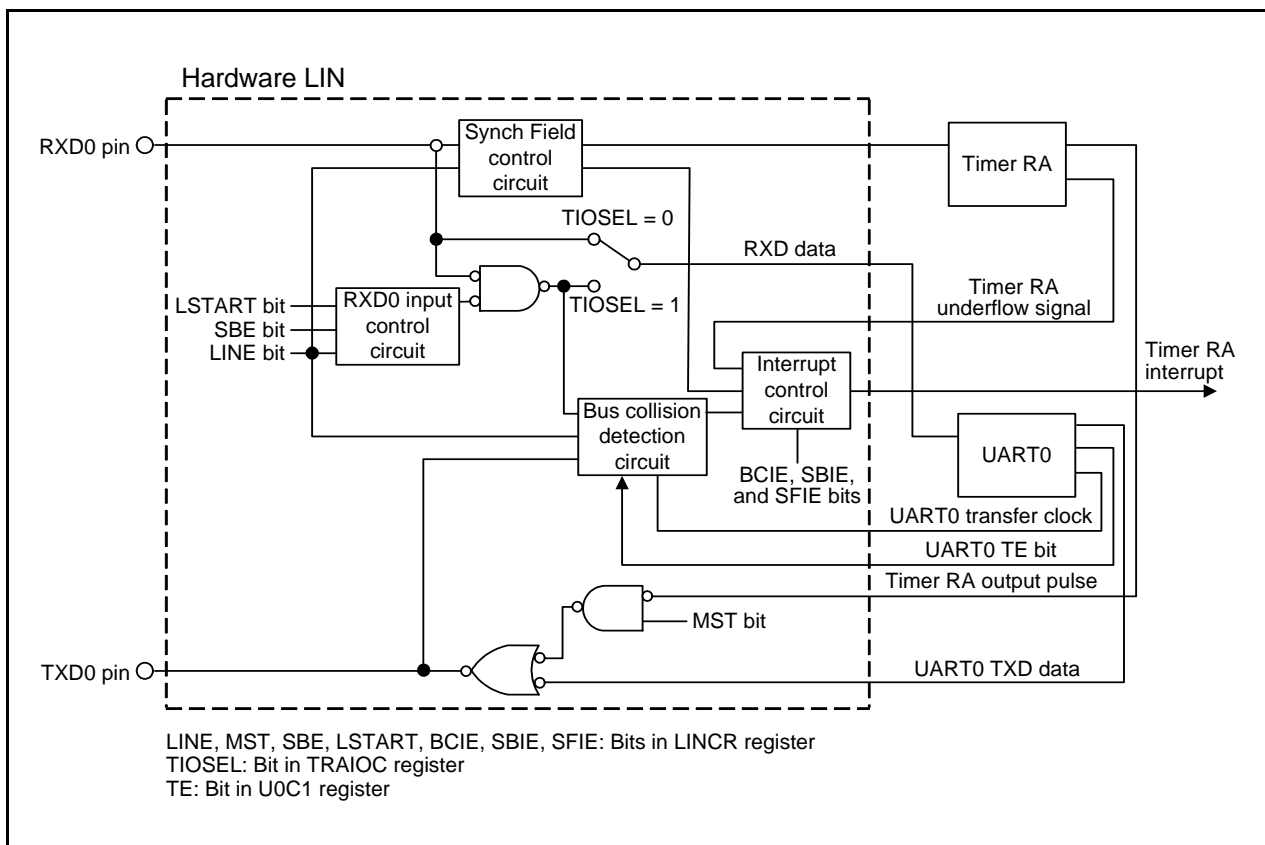 Hardware LIN
RXD0 pin
Synch Field
control
circuit
Timer RA
TIOSEL = 0
RXD data
LSTART bit
SBE bit
LINE bit
RXD0 input
control
circuit
TIOSEL = 1
Timer RA
underflow signal
Timer RA
interrupt
Interrupt
control
circuit
Bus collision
detection
circuit
BCIE, SBIE,
and SFIE bits
UART0
UART0 transfer clock
UART0 TE bit
Timer RA output pulse
MST bit
TXD0 pin
UART0 TXD data
LINE, MST, SBE, LSTART, BCIE, SBIE, SFIE: Bits in LINCR register
TIOSEL: Bit in TRAIOC register
TE: Bit in U0C1 register